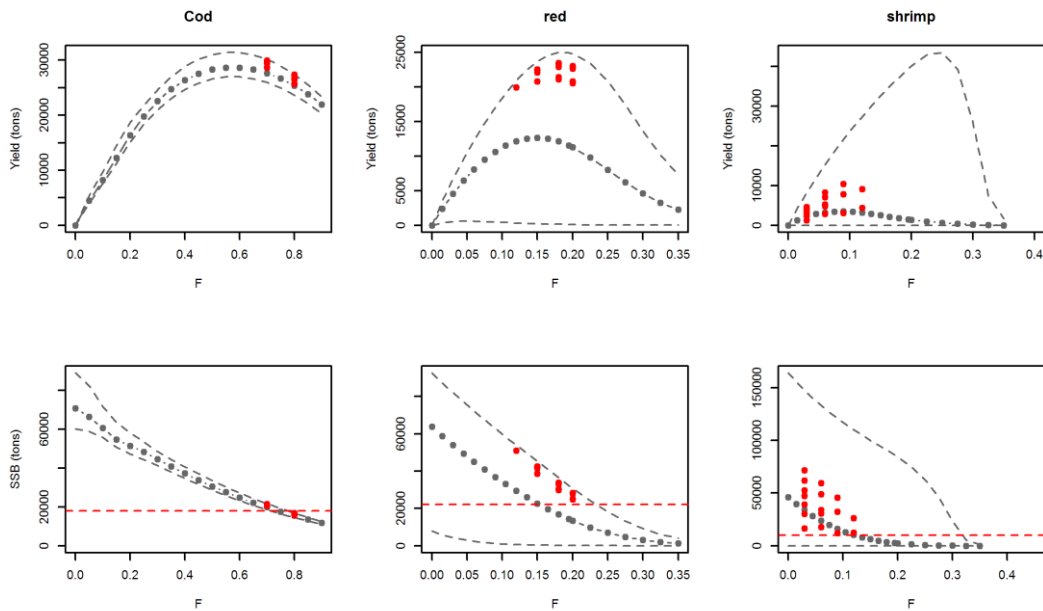 Cod
red
shrimp
Yield (tons)
0 10000 20000 30000
0.0 0.2 0.4 0.6 0.8
F
Yield (tons)
0 5000 15000 25000
0.00 0.05 0.10 0.15 0.20 0.25 0.30 0.35
F
Yield (tons)
0 10000 30000
0.0 0.1 0.2 0.3 0.4
F
SSB (tons)
0 20000 60000
0.0 0.2 0.4 0.6 0.8
F
0 20000 60000
0.00 0.05 0.10 0.15 0.20 0.25 0.30 0.35
F
0 50000 100000 150000
0.0 0.1 0.2 0.3 0.4
F